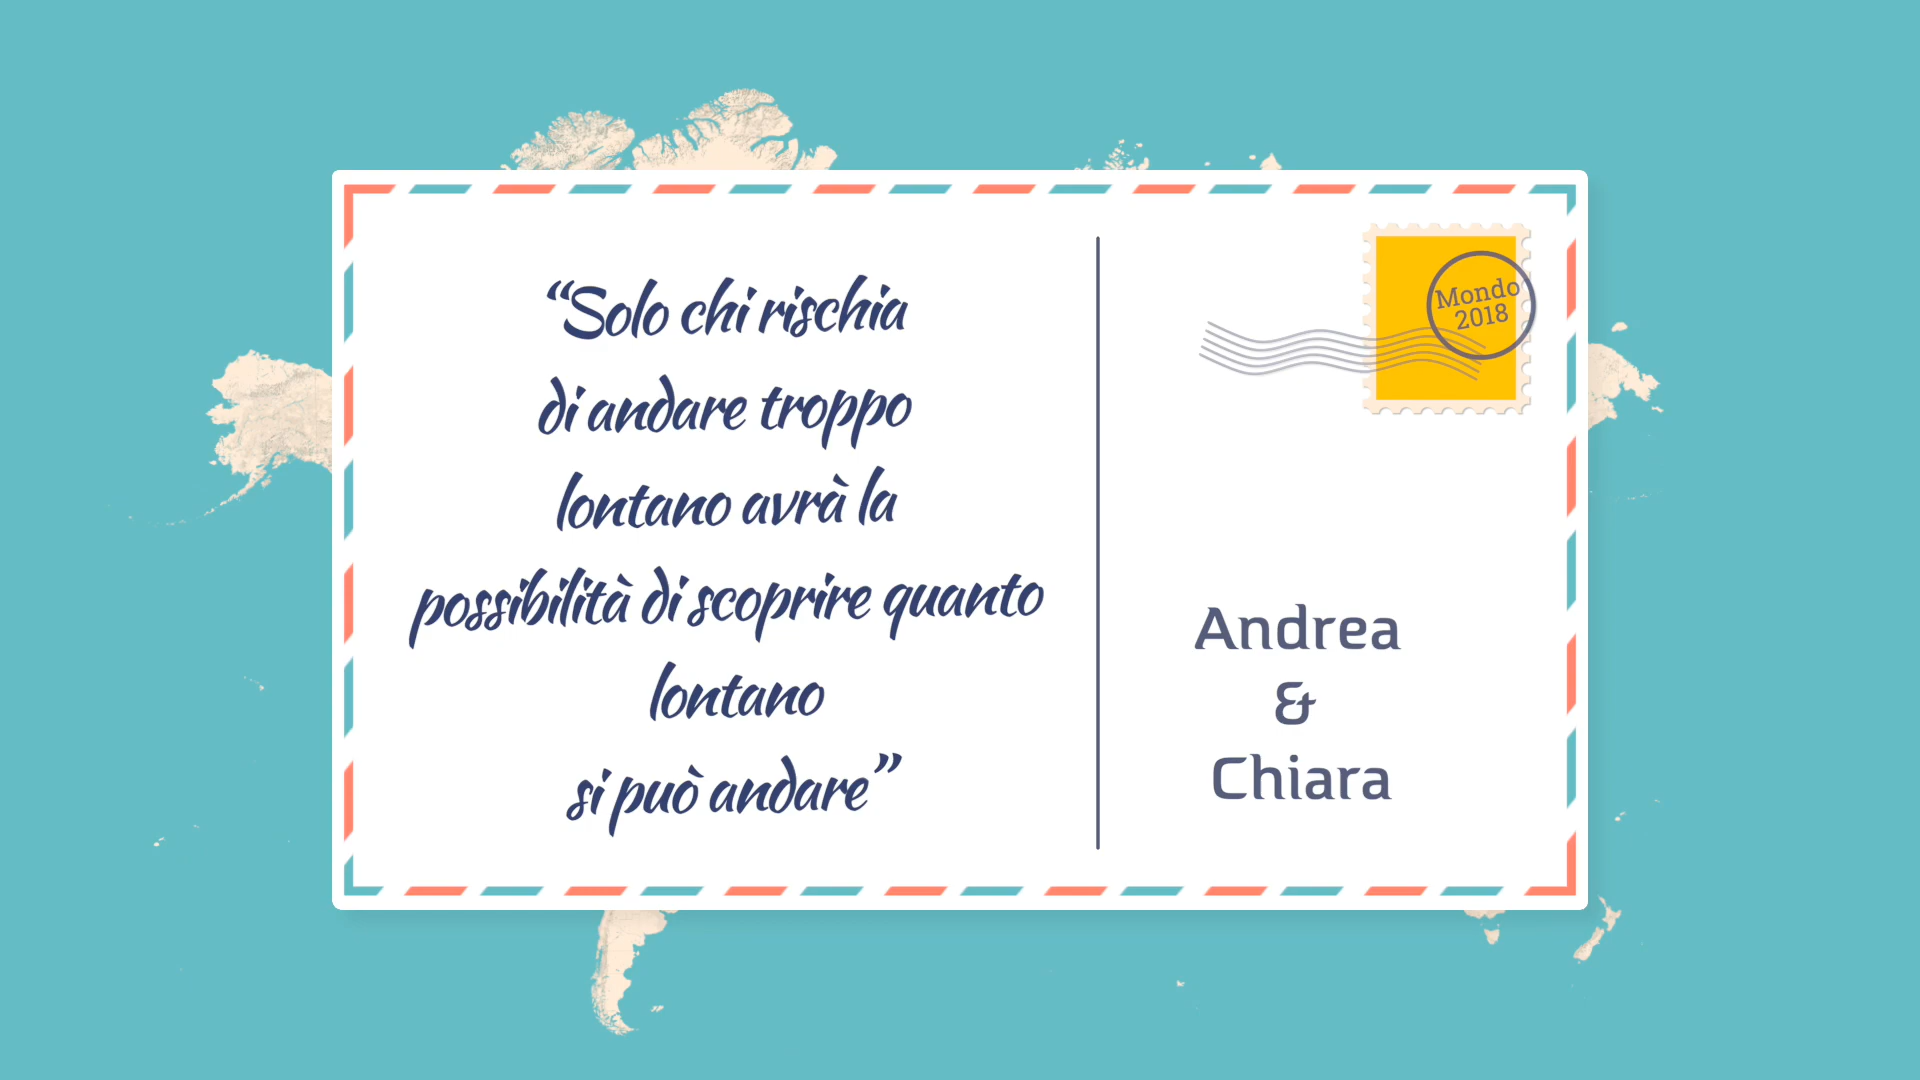 “Solo chi rischia
di andare troppo
lontano avrà la
possibilità di scoprire quanto
lontano
si può andare”
Mondo
2018
Andrea
&
Chiara